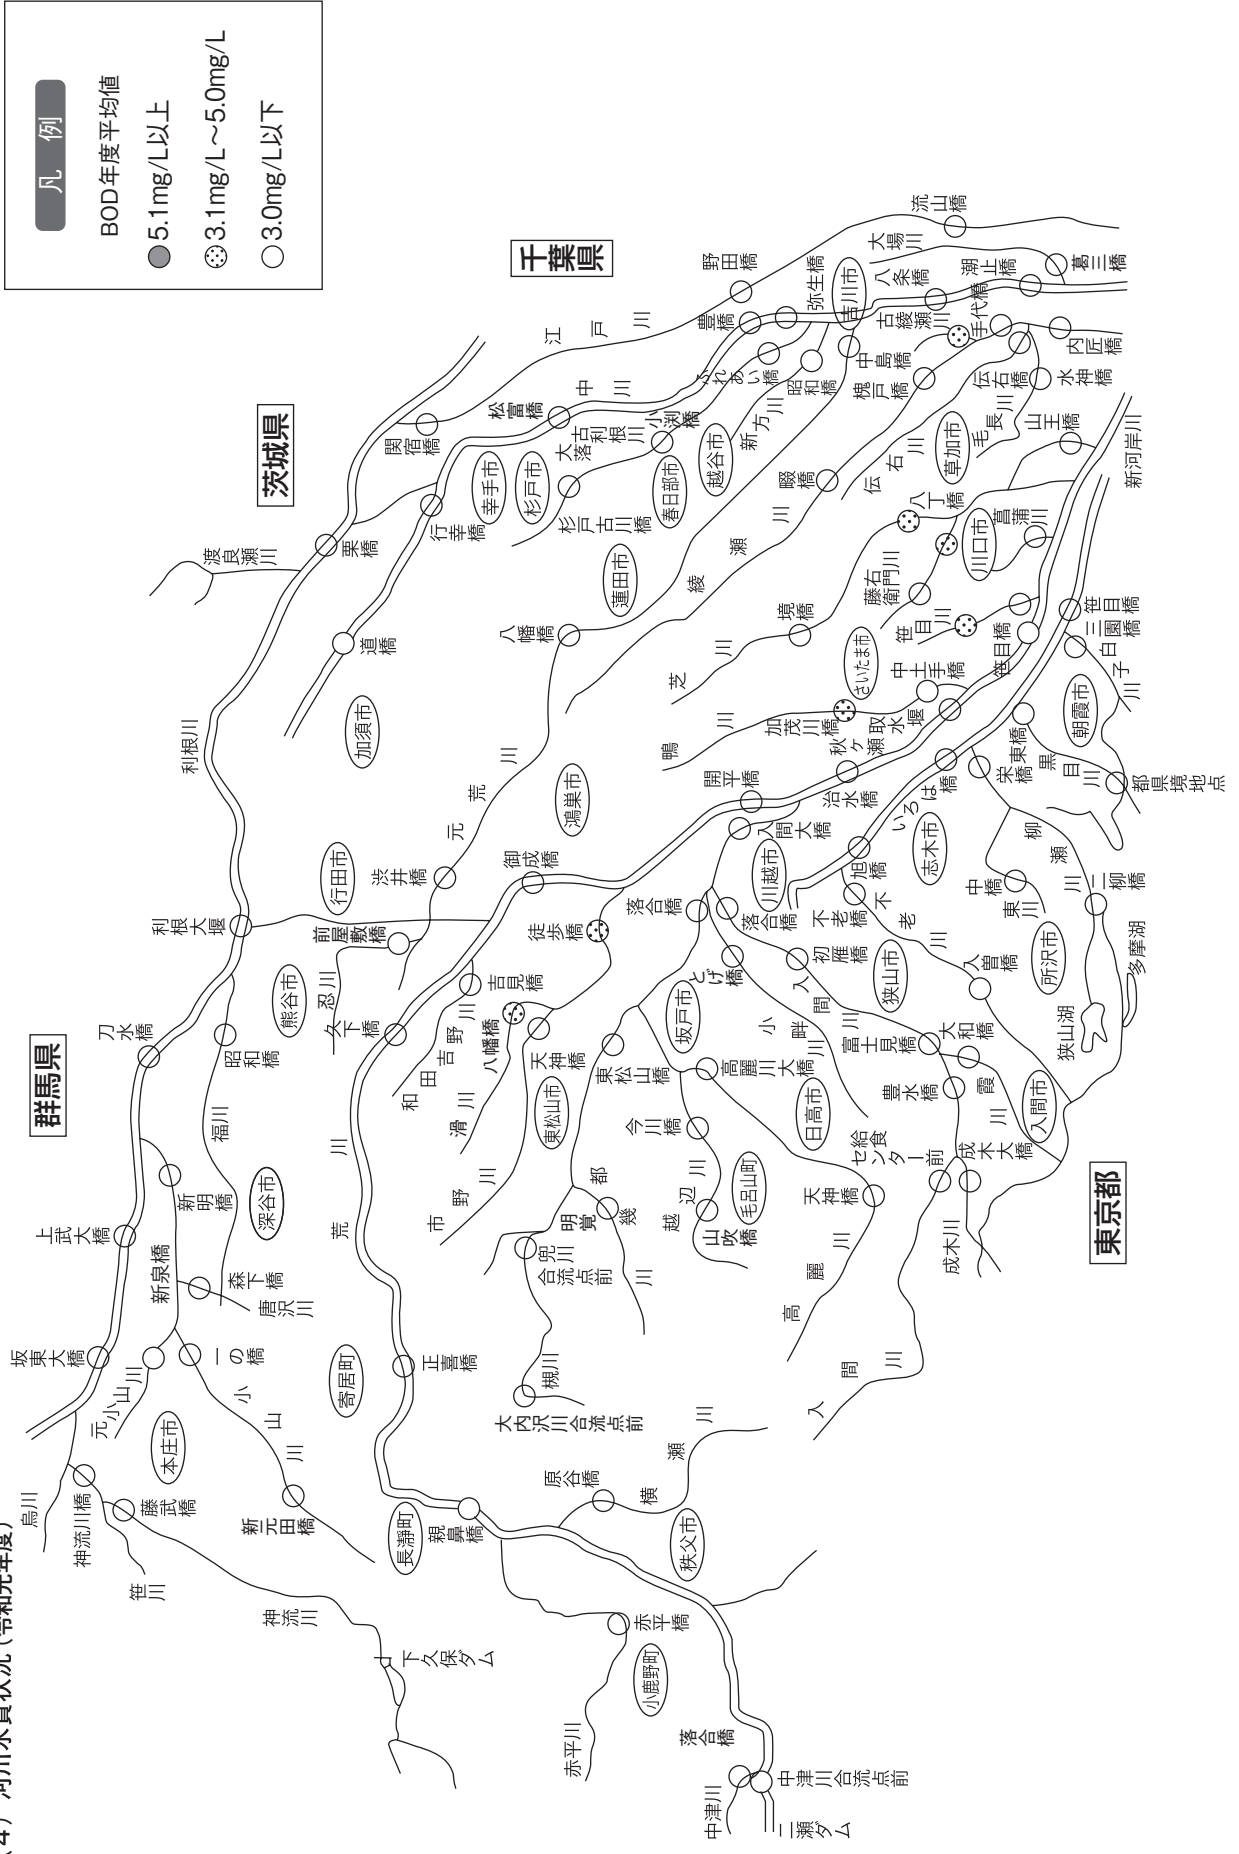 (4) 河川水質状況（令和元年度）
凡 例
BOD年度平均値
5.1mg/L以上
3.1mg/L～5.0mg/L
3.0mg/L以下
群馬県
茨城県
千葉県
東京都
烏川
神流川橋
藤武橋
笹川
神流川
下久保ダム
坂東大橋
上武大橋
刀水橋
利根大堰
利根川
渡良瀬川
栗橋
関宿橋
江戸川
野田橋
流山橋
元小山川
本庄市
新泉橋
一の橋
小山川
新元田橋
新明橋
森下橋
唐沢川
深谷市
福川
昭和橋
熊谷市
忍川
前屋敷橋
行田市
渋井橋
加須市
道橋
行幸橋
幸手市
松富橋
中川
杉戸市
杉戸古川橋
大落古利根川
小渕橋
春日部市
ふれあい橋
豊橋
弥生橋
吉川市
八条橋
大場川
潮止橋
葛三橋
昭和橋
新方川
越谷市
中島橋
古綾瀬川
手代橋
内匠橋
槐戸橋
伝右橋
水神橋
毛長川
山王橋
草加市
伝右川
畷橋
綾瀬川
蓮田市
八幡橋
元荒川
鴻巣市
八丁橋
川口市
菖蒲川
新河岸川
藤右衛門川
境橋
芝川
笹目川
笹目橋
笹目橋
三園橋
白子川
さいたま市
中土手橋
鴨川
加茂川橋
秋ヶ瀬取水堰
朝霞市
東橋
栄橋
黒目川
都県境地点
開平橋
治水橋
いろは橋
志木市
柳瀬川
二柳橋
中橋
東川
所沢市
多摩湖
狭山湖
入間大橋
川越市
旭橋
不老橋
不老川
入曽橋
御成橋
徒歩橋
落合橋
落合橋
とげ橋
初雁橋
入間川
狭山市
小畔川
坂戸市
富士見橋
大和橋
豊水橋
霞川
入間市
吉見橋
久下橋
和田吉野川
八幡橋
滑川
天神橋
東松山市
市野川
東松山橋
高麗川大橋
日高市
今川橋
越辺川
毛呂山町
山吹橋
都幾川
明覚
兜川合流点前
槻川
大内沢川合流点前
天神橋
高麗川
給食センター前
成木大橋
成木川
入間川
荒川
正喜橋
寄居町
長瀞町
親鼻橋
原谷橋
横瀬川
秩父市
赤平橋
小鹿野町
赤平川
落合橋
中津川
中津川合流点前
二瀬ダム